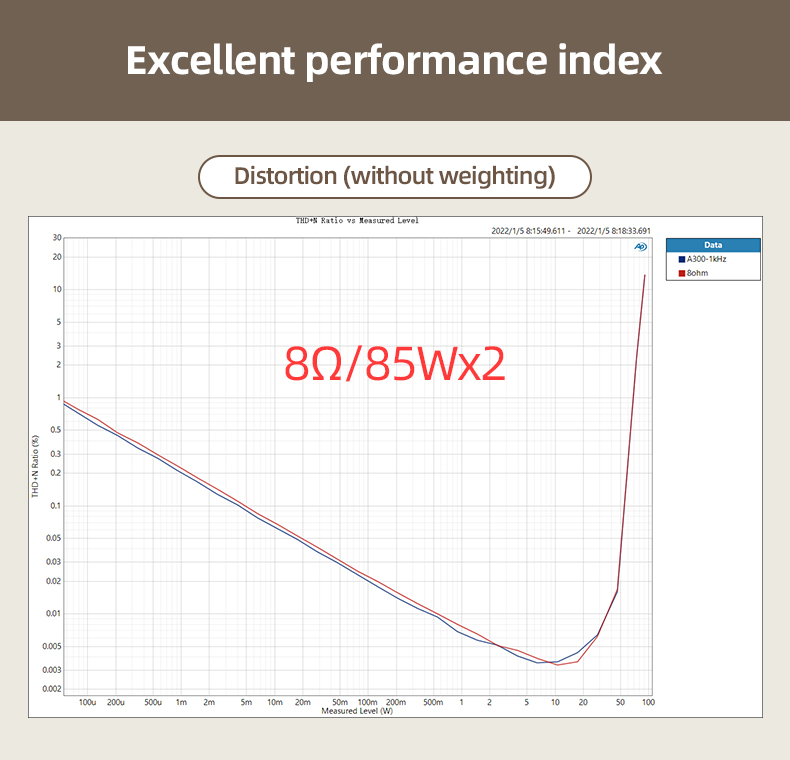 Excellent performance index
Distortion (without weighting)
THD+N Ratio vs Measured Level
2022/1/5 8:15:49.611 - 2022/1/5 8:18:33.691
Data
A300-1kHz
8ohm
AP
8Ω/85Wx2
THD+N Ratio (%)
30
20
10
5
3
2
1
0.5
0.3
0.2
0.1
0.05
0.03
0.02
0.01
0.005
0.003
0.002
100u 200u 500u 1m 2m 5m 10m 20m 50m 100m 200m 500m 1 2 5 10 20 50 100
Measured Level (W)